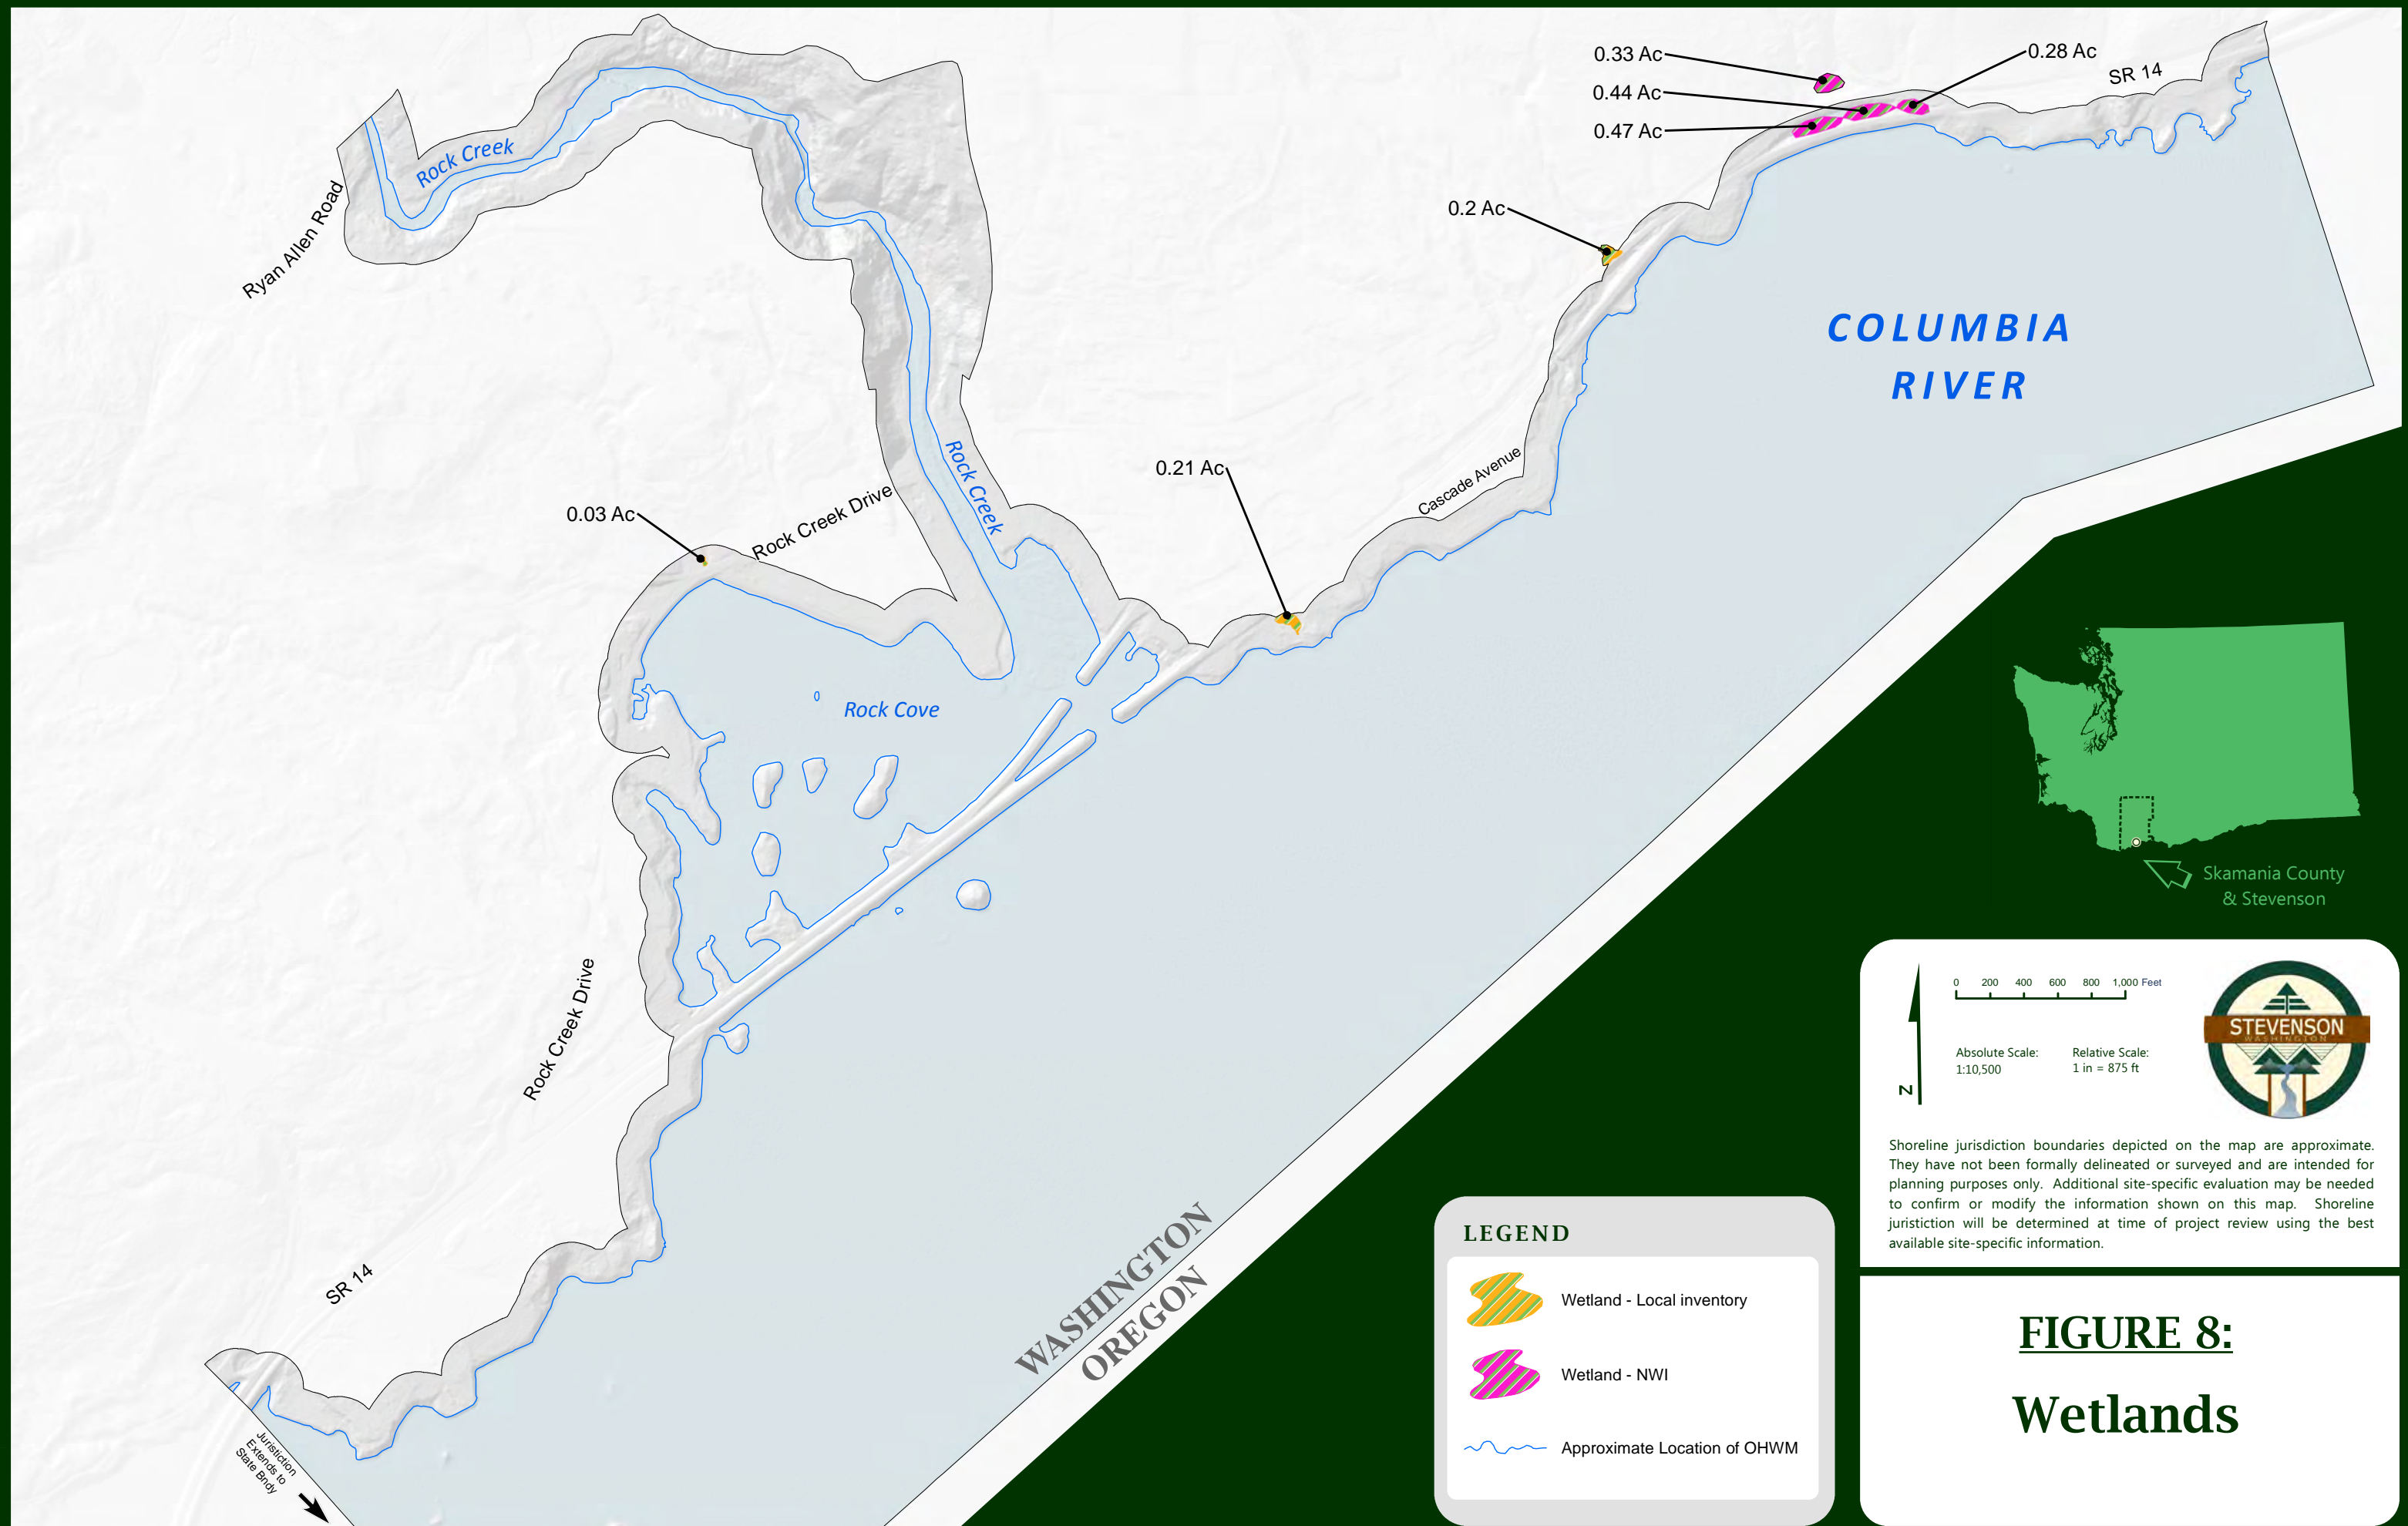 0.33 Ac
0.44 Ac
0.47 Ac
0.28 Ac
SR 14
0.2 Ac
Rock Creek
Ryan Allen Road
COLUMBIA
RIVER
Rock Creek
0.21 Ac
Cascade Avenue
0.03 Ac
Rock Creek Drive
Rock Cove
Rock Creek Drive
SR 14
Juristiction
Extends to
State Bndy
WASHINGTON
OREGON
Skamania County
& Stevenson
0 200 400 600 800 1,000 Feet
N
Absolute Scale:
1:10,500
Relative Scale:
1 in = 875 ft
STEVENSON
WASHINGTON
Shoreline jurisdiction boundaries depicted on the map are approximate.
They have not been formally delineated or surveyed and are intended for
planning purposes only. Additional site-specific evaluation may be needed
to confirm or modify the information shown on this map. Shoreline
juristiction will be determined at time of project review using the best
available site-specific information.
LEGEND
Wetland - Local inventory
Wetland - NWI
Approximate Location of OHWM
FIGURE 8:
Wetlands